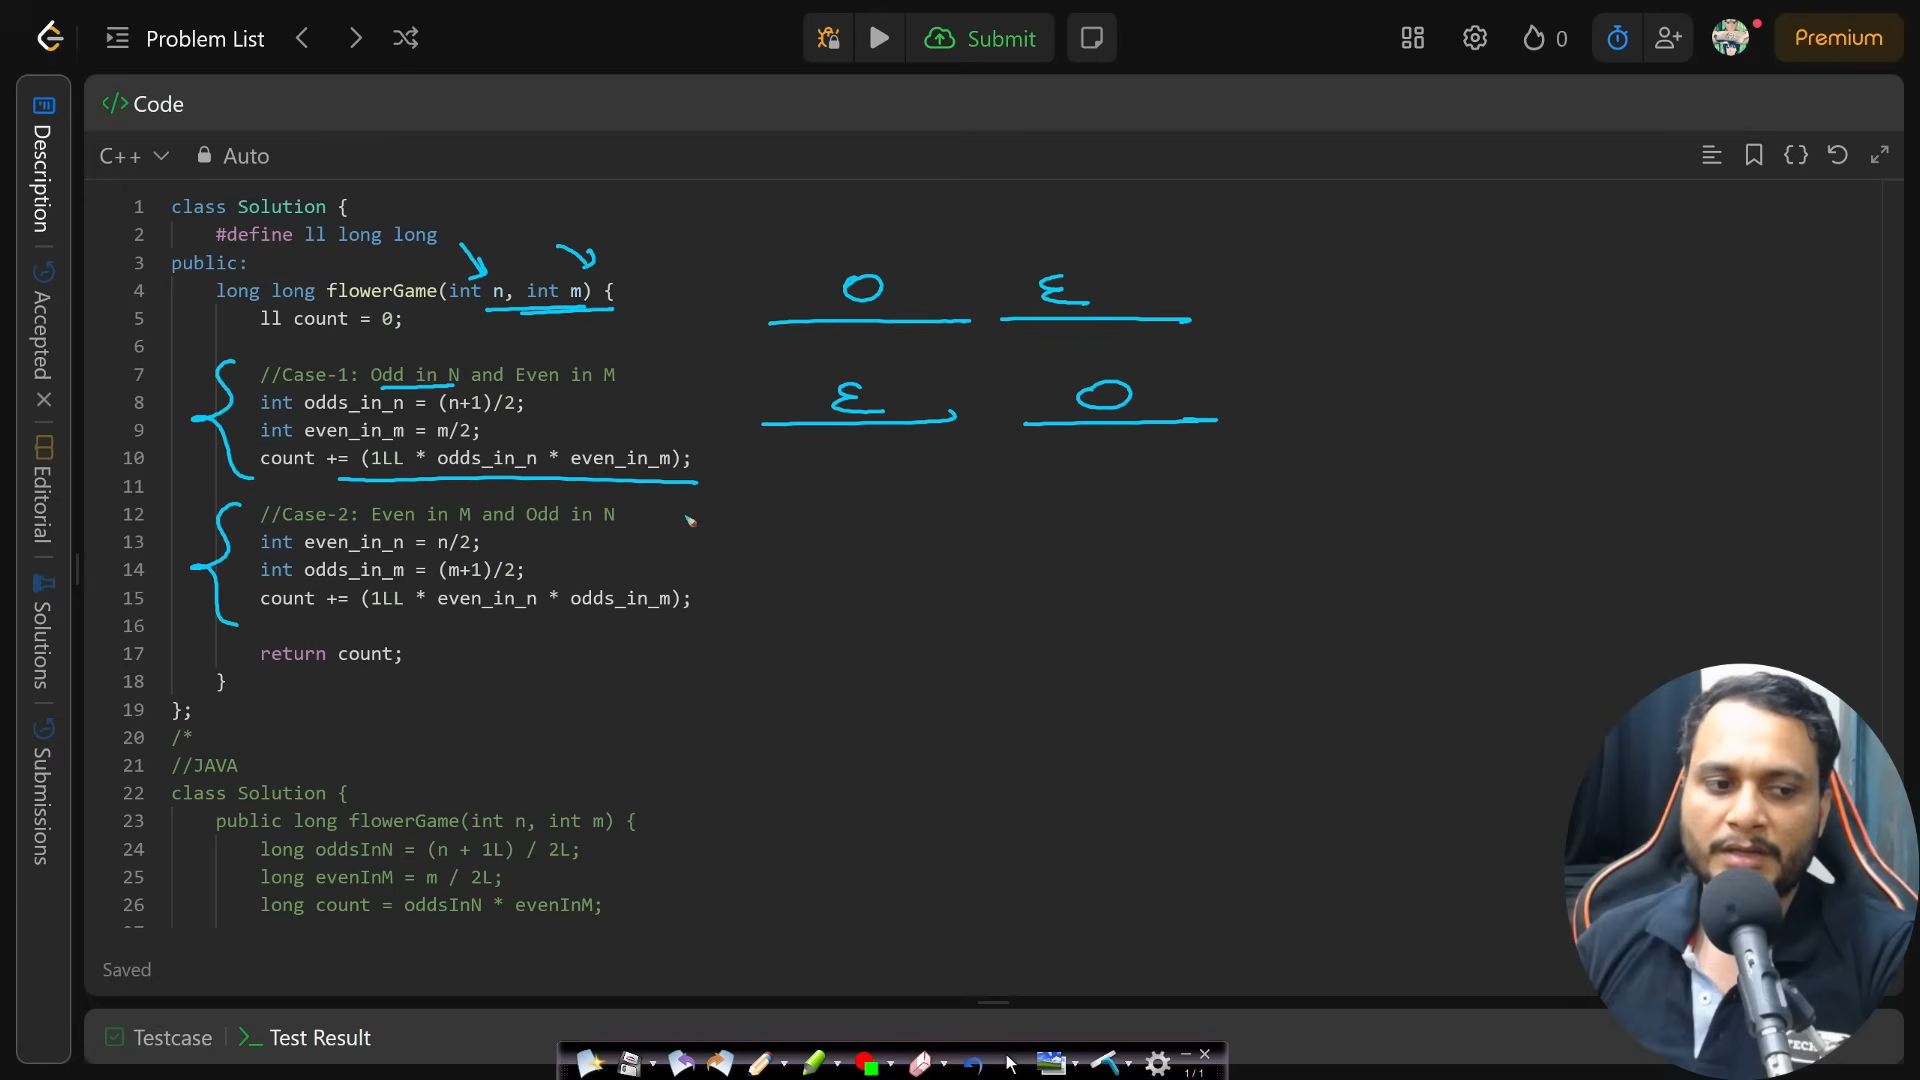 Problem List
Submit
0
Premium
Description
Accepted
Editorial
Solutions
Submissions
</> Code
C++
Auto
1 class Solution {
2 #define ll long long
3 public:
4 long long flowerGame(int n, int m) {
5 ll count = 0;
6
7 //Case-1: Odd in N and Even in M
8 int odds_in_n = (n+1)/2;
9 int even_in_m = m/2;
10 count += (1LL * odds_in_n * even_in_m);
11
12 //Case-2: Even in M and Odd in N
13 int even_in_n = n/2;
14 int odds_in_m = (m+1)/2;
15 count += (1LL * even_in_n * odds_in_m);
16
17 return count;
18 }
19 };
20 /*
21 //JAVA
22 class Solution {
23 public long flowerGame(int n, int m) {
24 long oddsInN = (n + 1L) / 2L;
25 long evenInM = m / 2L;
26 long count = oddsInN * evenInM;
O E
E O
Saved
Testcase
Test Result
1/1